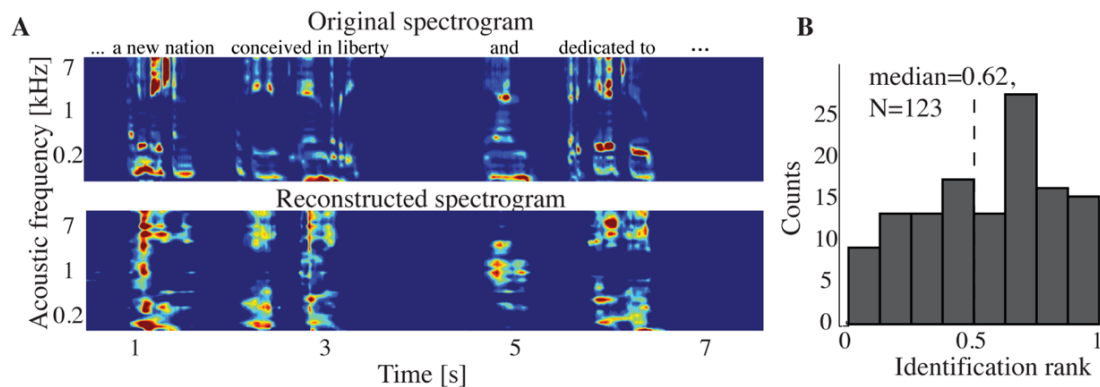 A
Original spectrogram
... a new nation conceived in liberty and dedicated to ...
7
1
0.2
Reconstructed spectrogram
7
1
0.2
Acoustic frequency [kHz]
1 3 5 7
Time [s]
B
median=0.62,
N=123
25
20
15
10
5
0
Counts
0 0.5 1
Identification rank